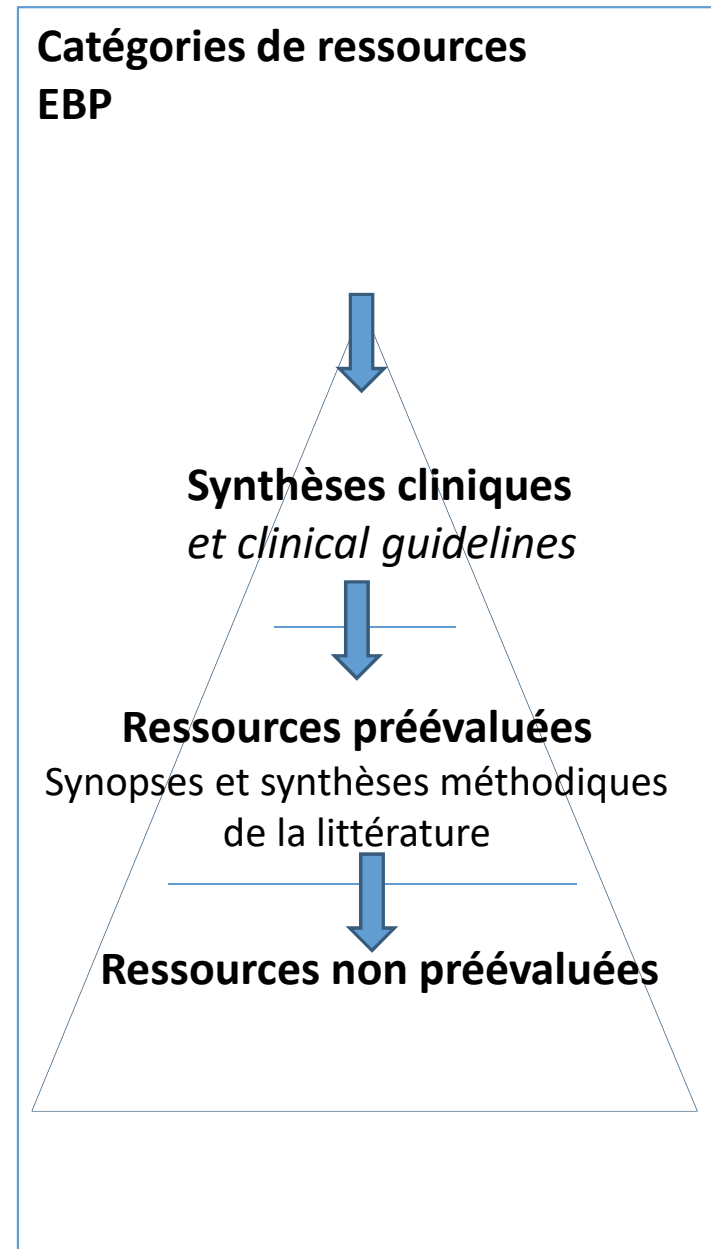 Catégories de ressources
EBP
Synthèses cliniques
et clinical guidelines
Ressources préévaluées
Synopses et synthèses méthodiques
de la littérature
Ressources non préévaluées